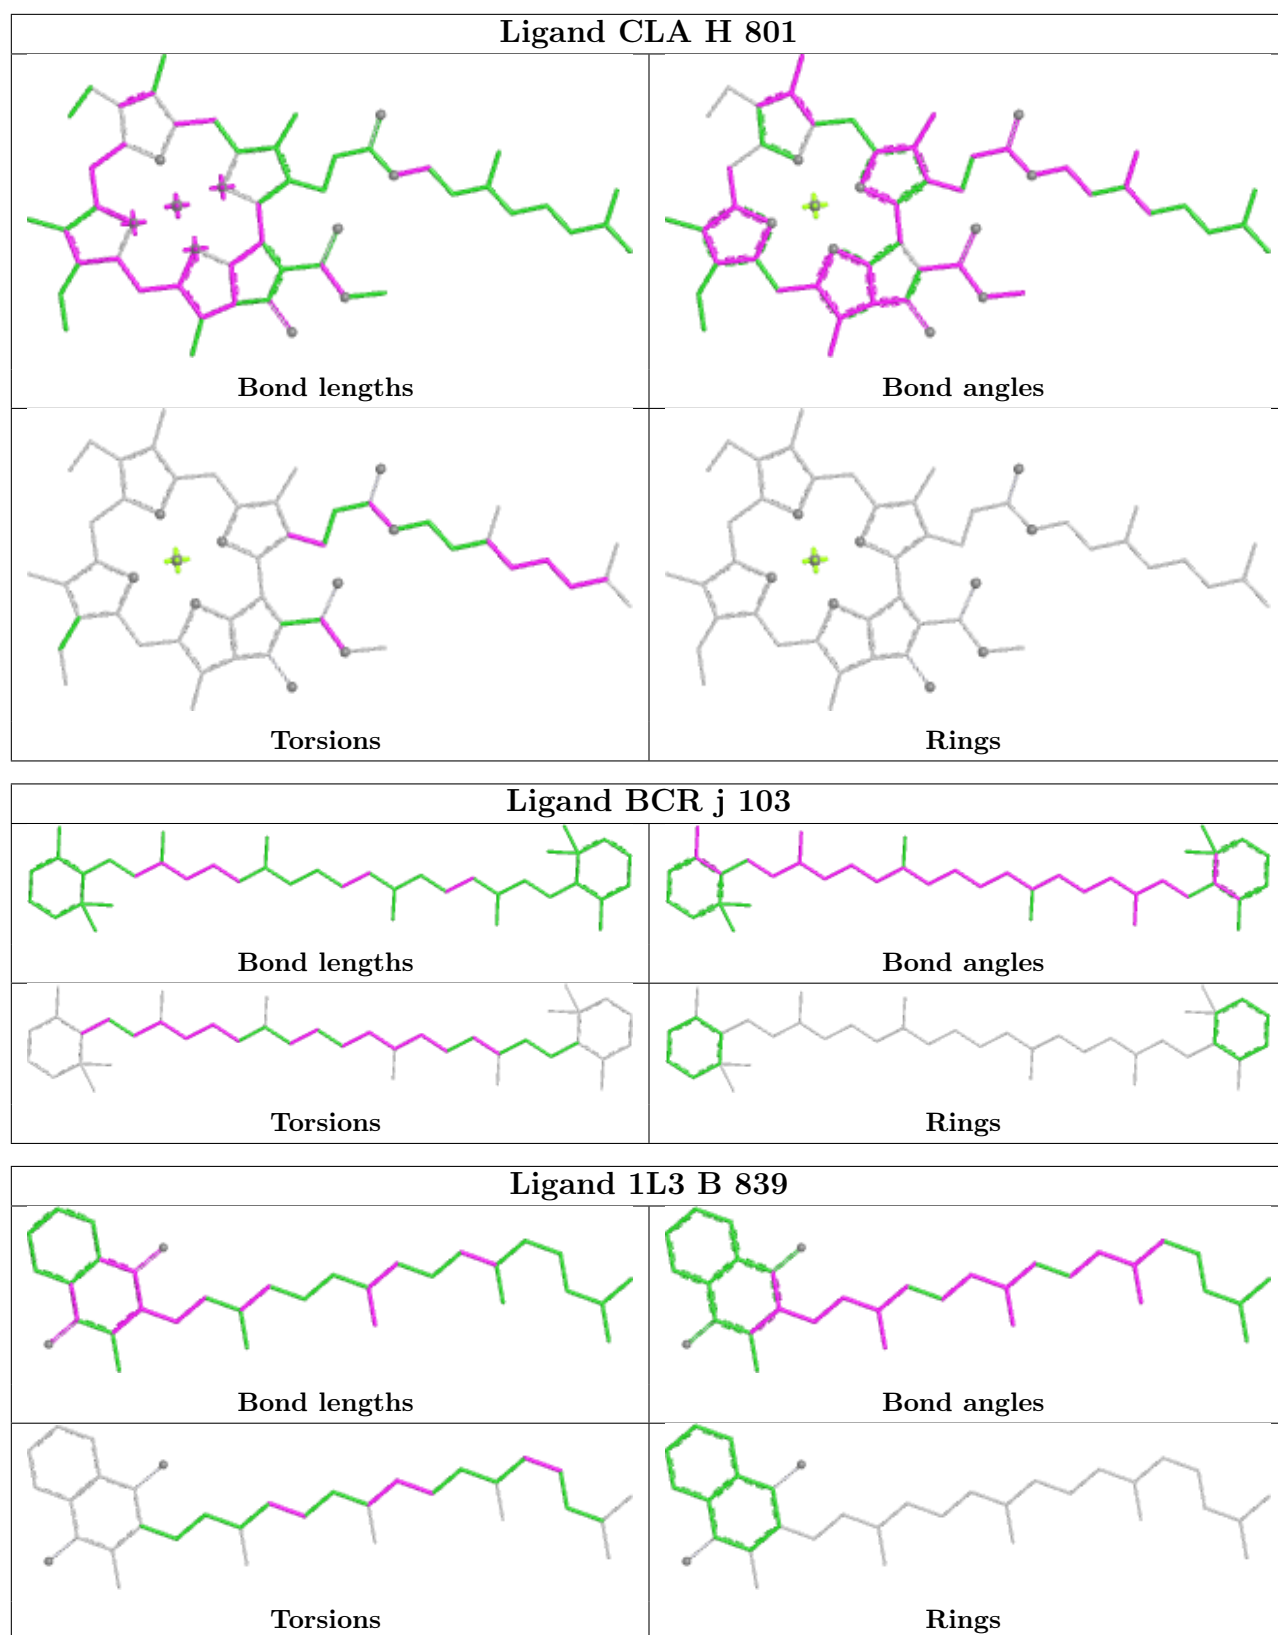 Ligand CLA H 801
Bond lengths
Bond angles
Torsions
Rings
Ligand BCR j 103
Bond lengths
Bond angles
Torsions
Rings
Ligand 1L3 B 839
Bond lengths
Bond angles
Torsions
Rings